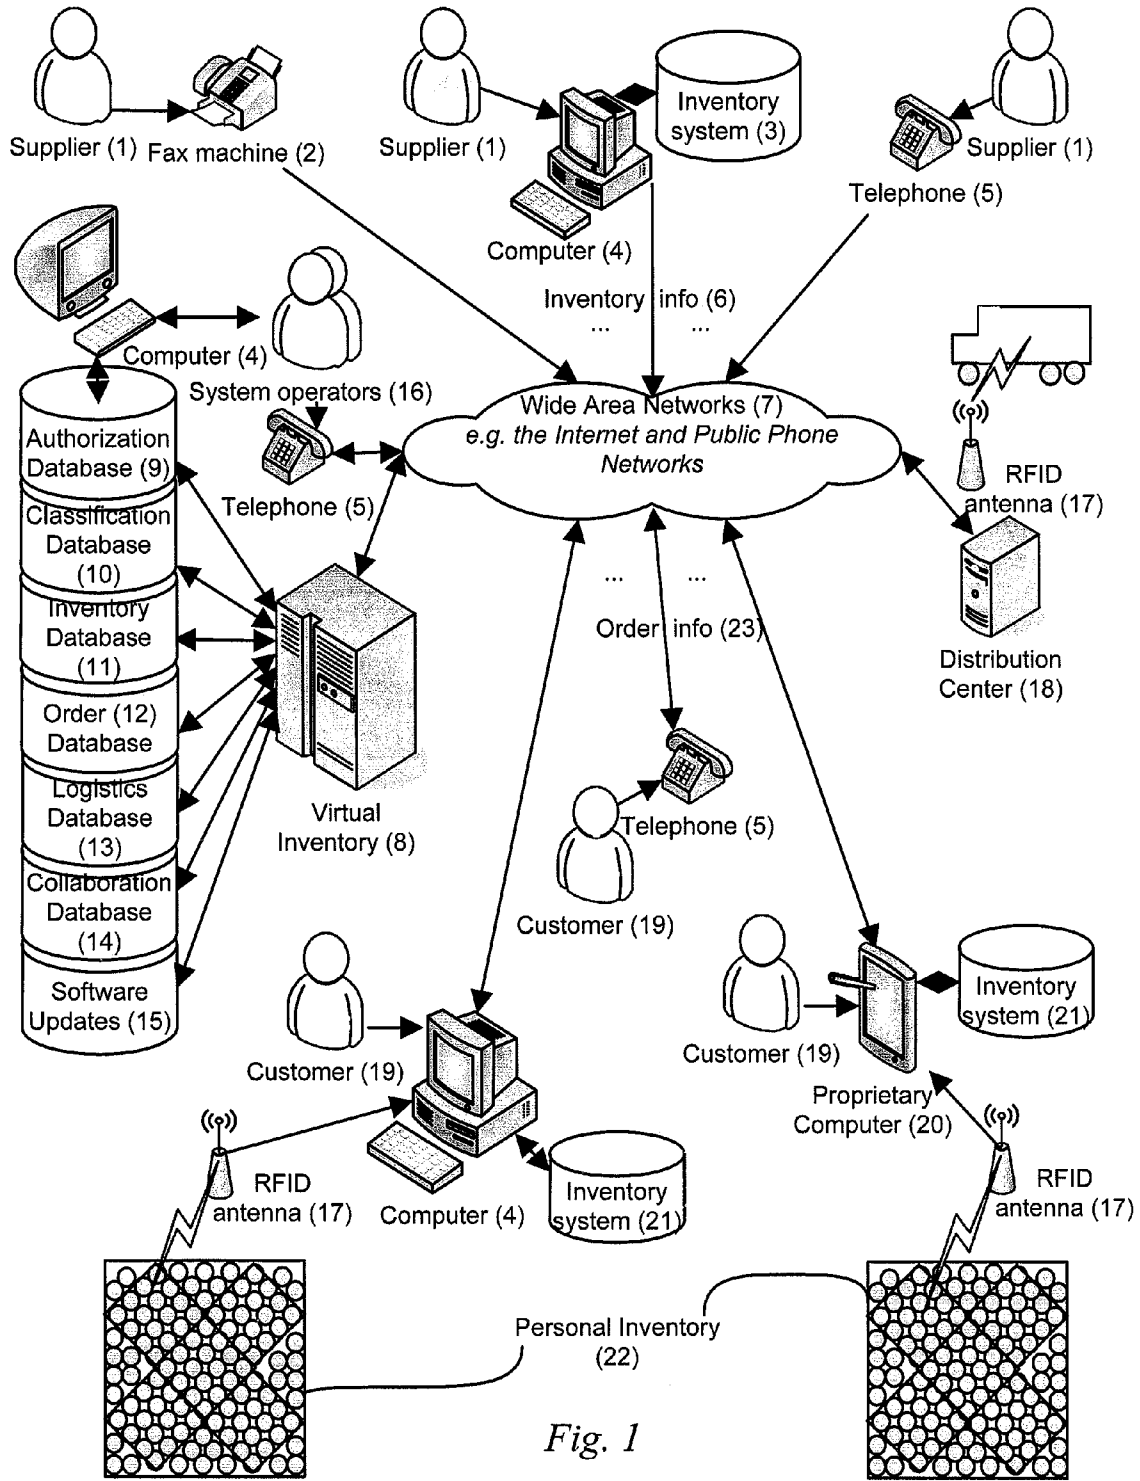 Supplier (1)
Fax machine (2)
Supplier (1)
Inventory
system (3)
Computer (4)
Supplier (1)
Telephone (5)
Inventory info (6)
... ...
Computer (4)
System operators (16)
Telephone (5)
Wide Area Networks (7)
e.g. the Internet and Public Phone
Networks
RFID
antenna (17)
Distribution
Center (18)
Authorization
Database (9)
Classification
Database
(10)
Inventory
Database
(11)
Order (12)
Database
Logistics
Database
(13)
Collaboration
Database
(14)
Software
Updates (15)
Virtual
Inventory (8)
... ...
Order info (23)
Telephone (5)
Customer (19)
Customer (19)
Computer (4)
Inventory
system (21)
RFID
antenna (17)
Customer (19)
Proprietary
Computer (20)
Inventory
system (21)
RFID
antenna (17)
Personal Inventory
(22)
Fig. 1